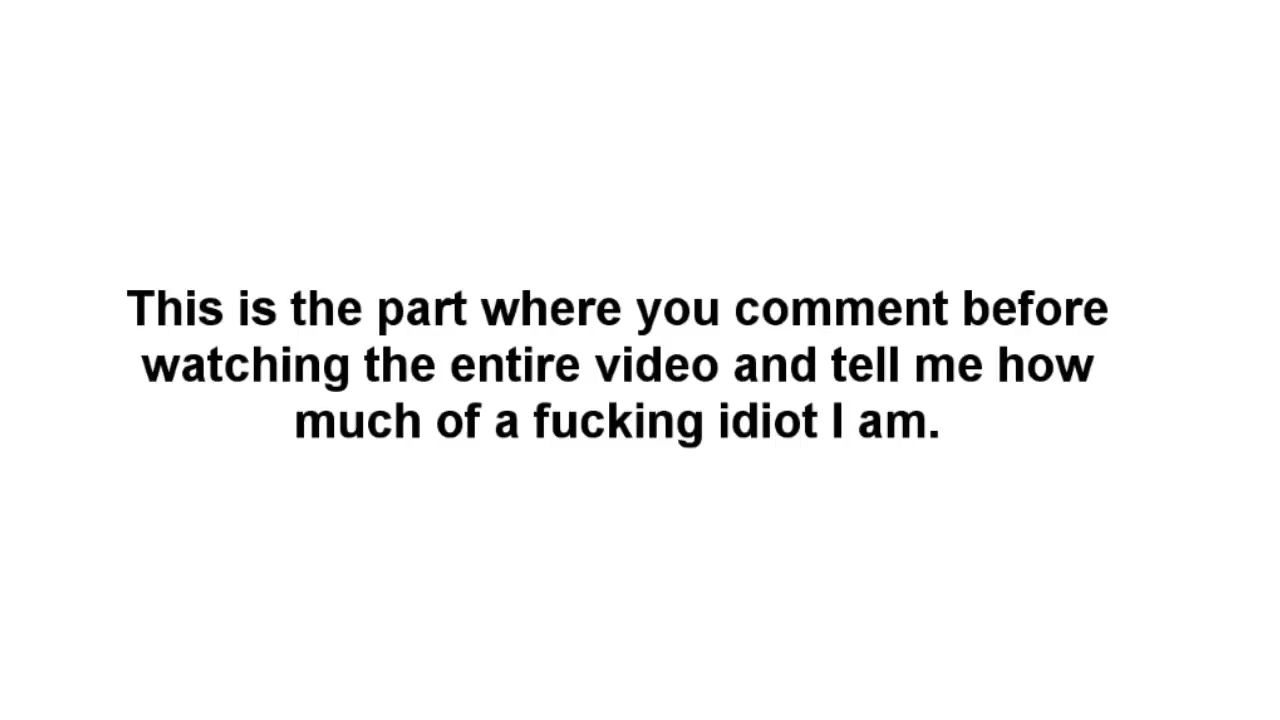 This is the part where you comment before
watching the entire video and tell me how
much of a fucking idiot I am.